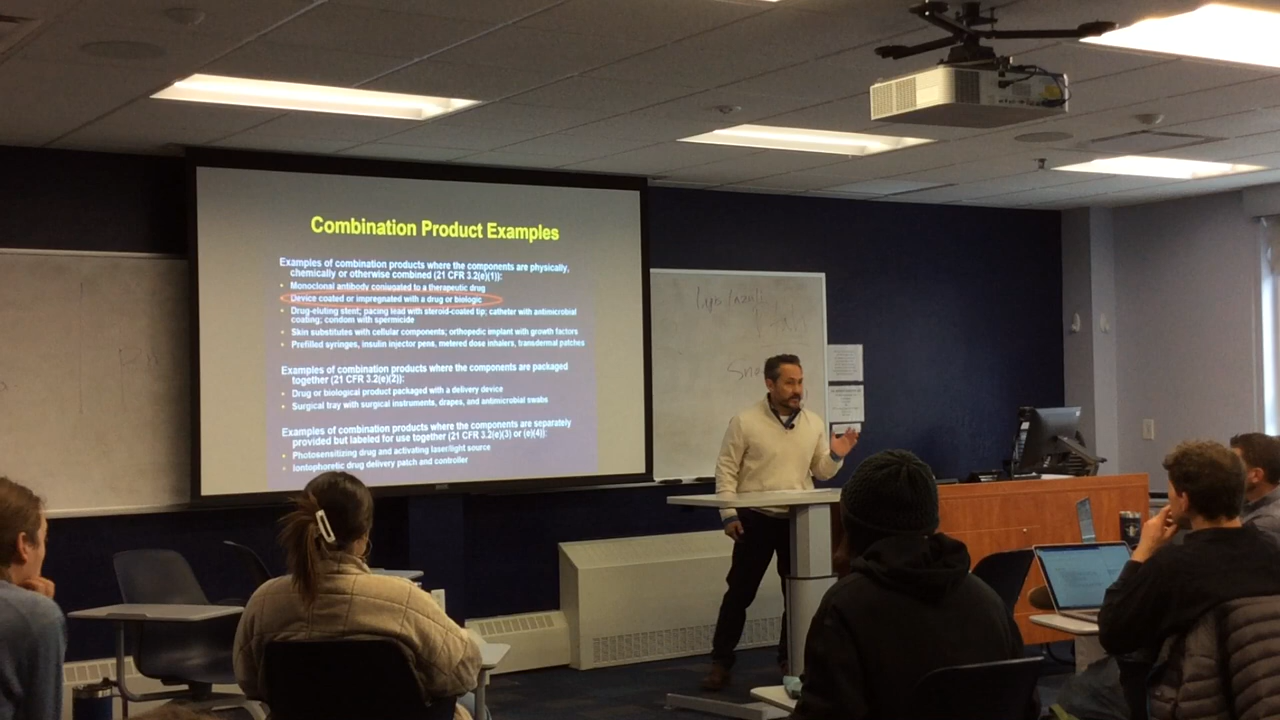 Combination Product Examples
Examples of combination products where the components are physically,
chemically or otherwise combined (21 CFR 3.2(e)(1)):
• Monoclonal antibody conjugated to a therapeutic drug
• Device coated or impregnated with a drug or biologic
• Drug-eluting stent; pacing lead with steroid-coated tip; catheter with antimicrobial
coating; condom with spermicide
• Skin substitutes with cellular components; orthopedic implant with growth factors
• Prefilled syringes, insulin injector pens, metered dose inhalers, transdermal patches
Examples of combination products where the components are packaged
together (21 CFR 3.2(e)(2)):
• Drug or biological product packaged with a delivery device
• Surgical tray with surgical instruments, drapes, and antimicrobial swabs
Examples of combination products where the components are separately
provided but labeled for use together (21 CFR 3.2(e)(3) or (e)(4)):
• Photosensitizing drug and activating laser/light source
• Iontophoretic drug delivery patch and controller